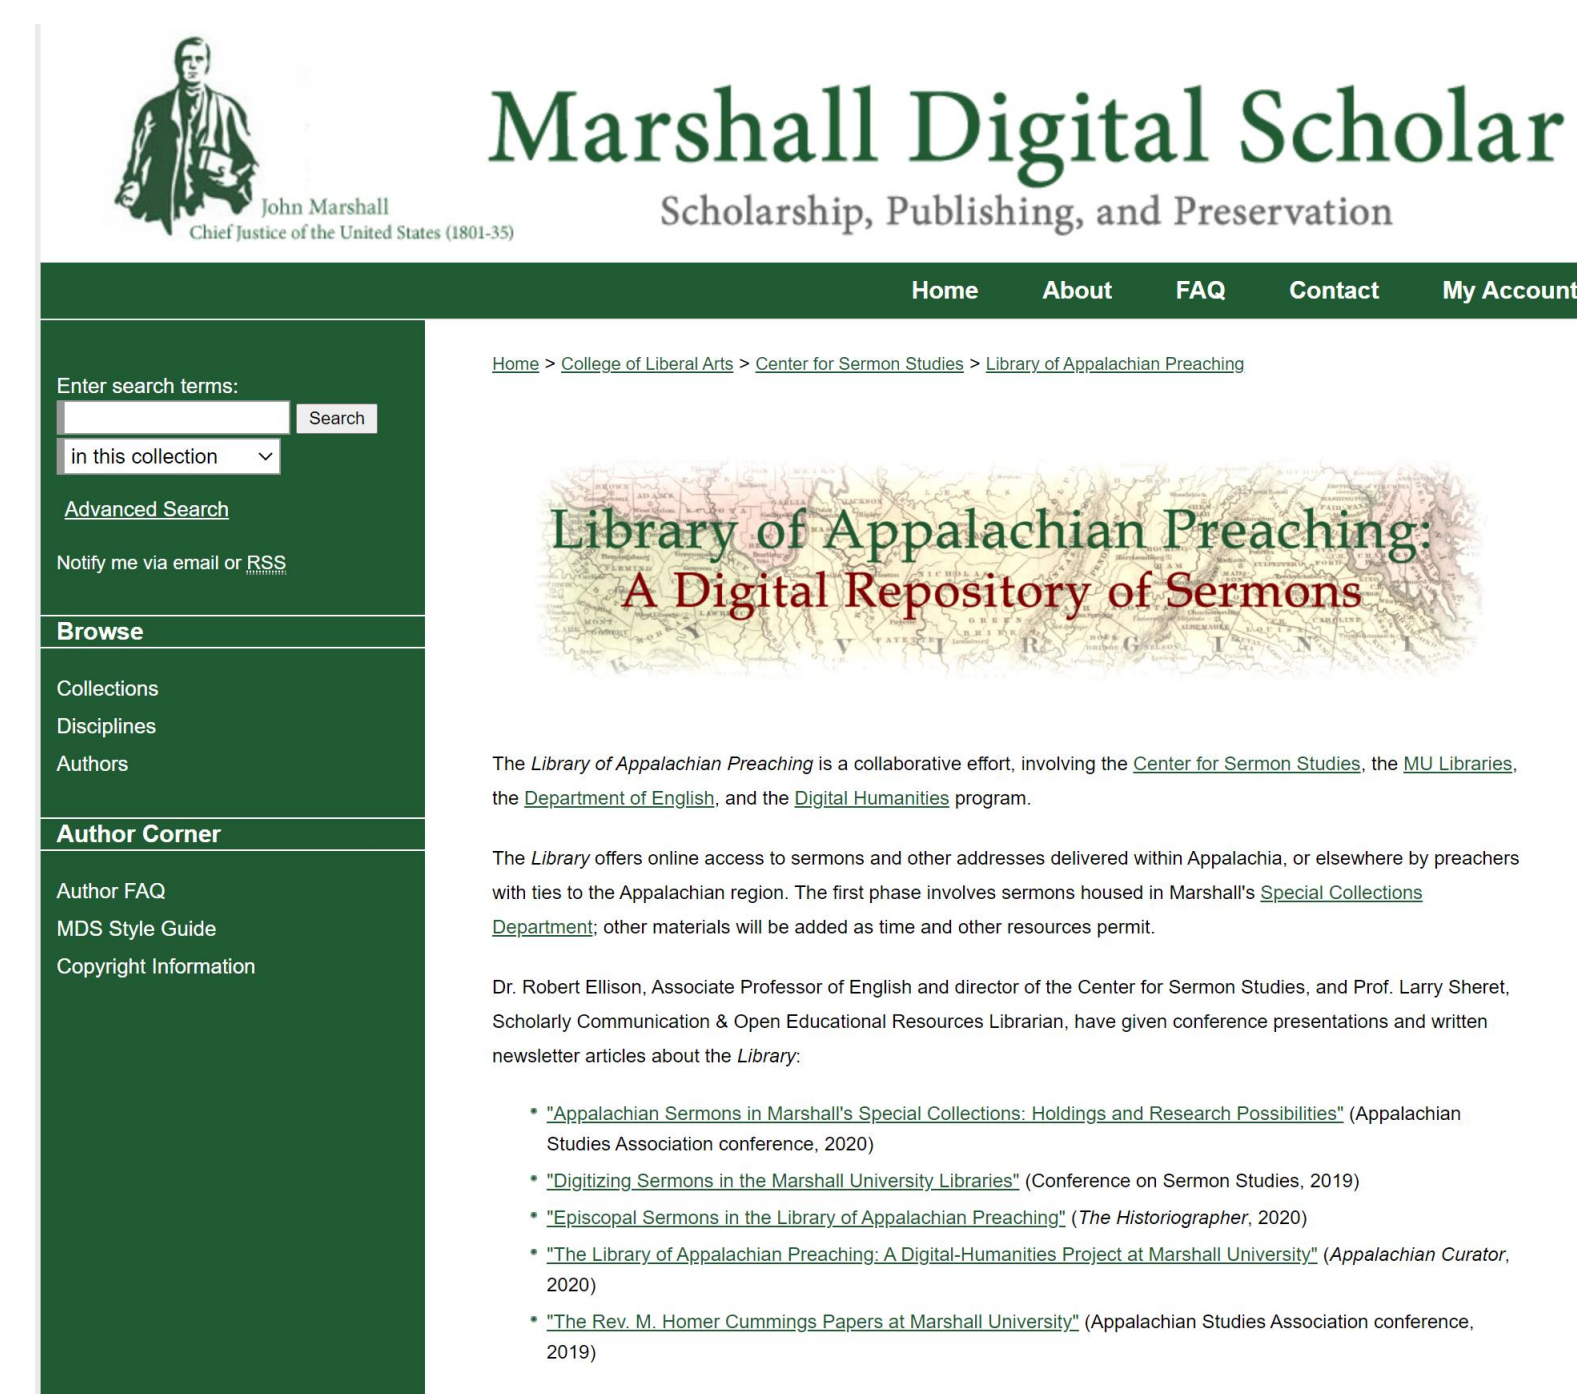 Marshall Digital Scholar
Scholarship, Publishing, and Preservation
John Marshall
Chief Justice of the United States (1801-35)
Home About FAQ Contact My Account
Enter search terms:
Search
in this collection
Advanced Search
Notify me via email or RSS
Browse
Collections
Disciplines
Authors
Author Corner
Author FAQ
MDS Style Guide
Copyright Information
Home > College of Liberal Arts > Center for Sermon Studies > Library of Appalachian Preaching
Library of Appalachian Preaching:
A Digital Repository of Sermons
The Library of Appalachian Preaching is a collaborative effort, involving the Center for Sermon Studies, the MU Libraries,
the Department of English, and the Digital Humanities program.
The Library offers online access to sermons and other addresses delivered within Appalachia, or elsewhere by preachers
with ties to the Appalachian region. The first phase involves sermons housed in Marshall's Special Collections
Department; other materials will be added as time and other resources permit.
Dr. Robert Ellison, Associate Professor of English and director of the Center for Sermon Studies, and Prof. Larry Sheret,
Scholarly Communication & Open Educational Resources Librarian, have given conference presentations and written
newsletter articles about the Library:
"Appalachian Sermons in Marshall's Special Collections: Holdings and Research Possibilities" (Appalachian
Studies Association conference, 2020)
"Digitizing Sermons in the Marshall University Libraries" (Conference on Sermon Studies, 2019)
"Episcopal Sermons in the Library of Appalachian Preaching" (The Historiographer, 2020)
"The Library of Appalachian Preaching: A Digital-Humanities Project at Marshall University" (Appalachian Curator,
2020)
"The Rev. M. Homer Cummings Papers at Marshall University" (Appalachian Studies Association conference,
2019)